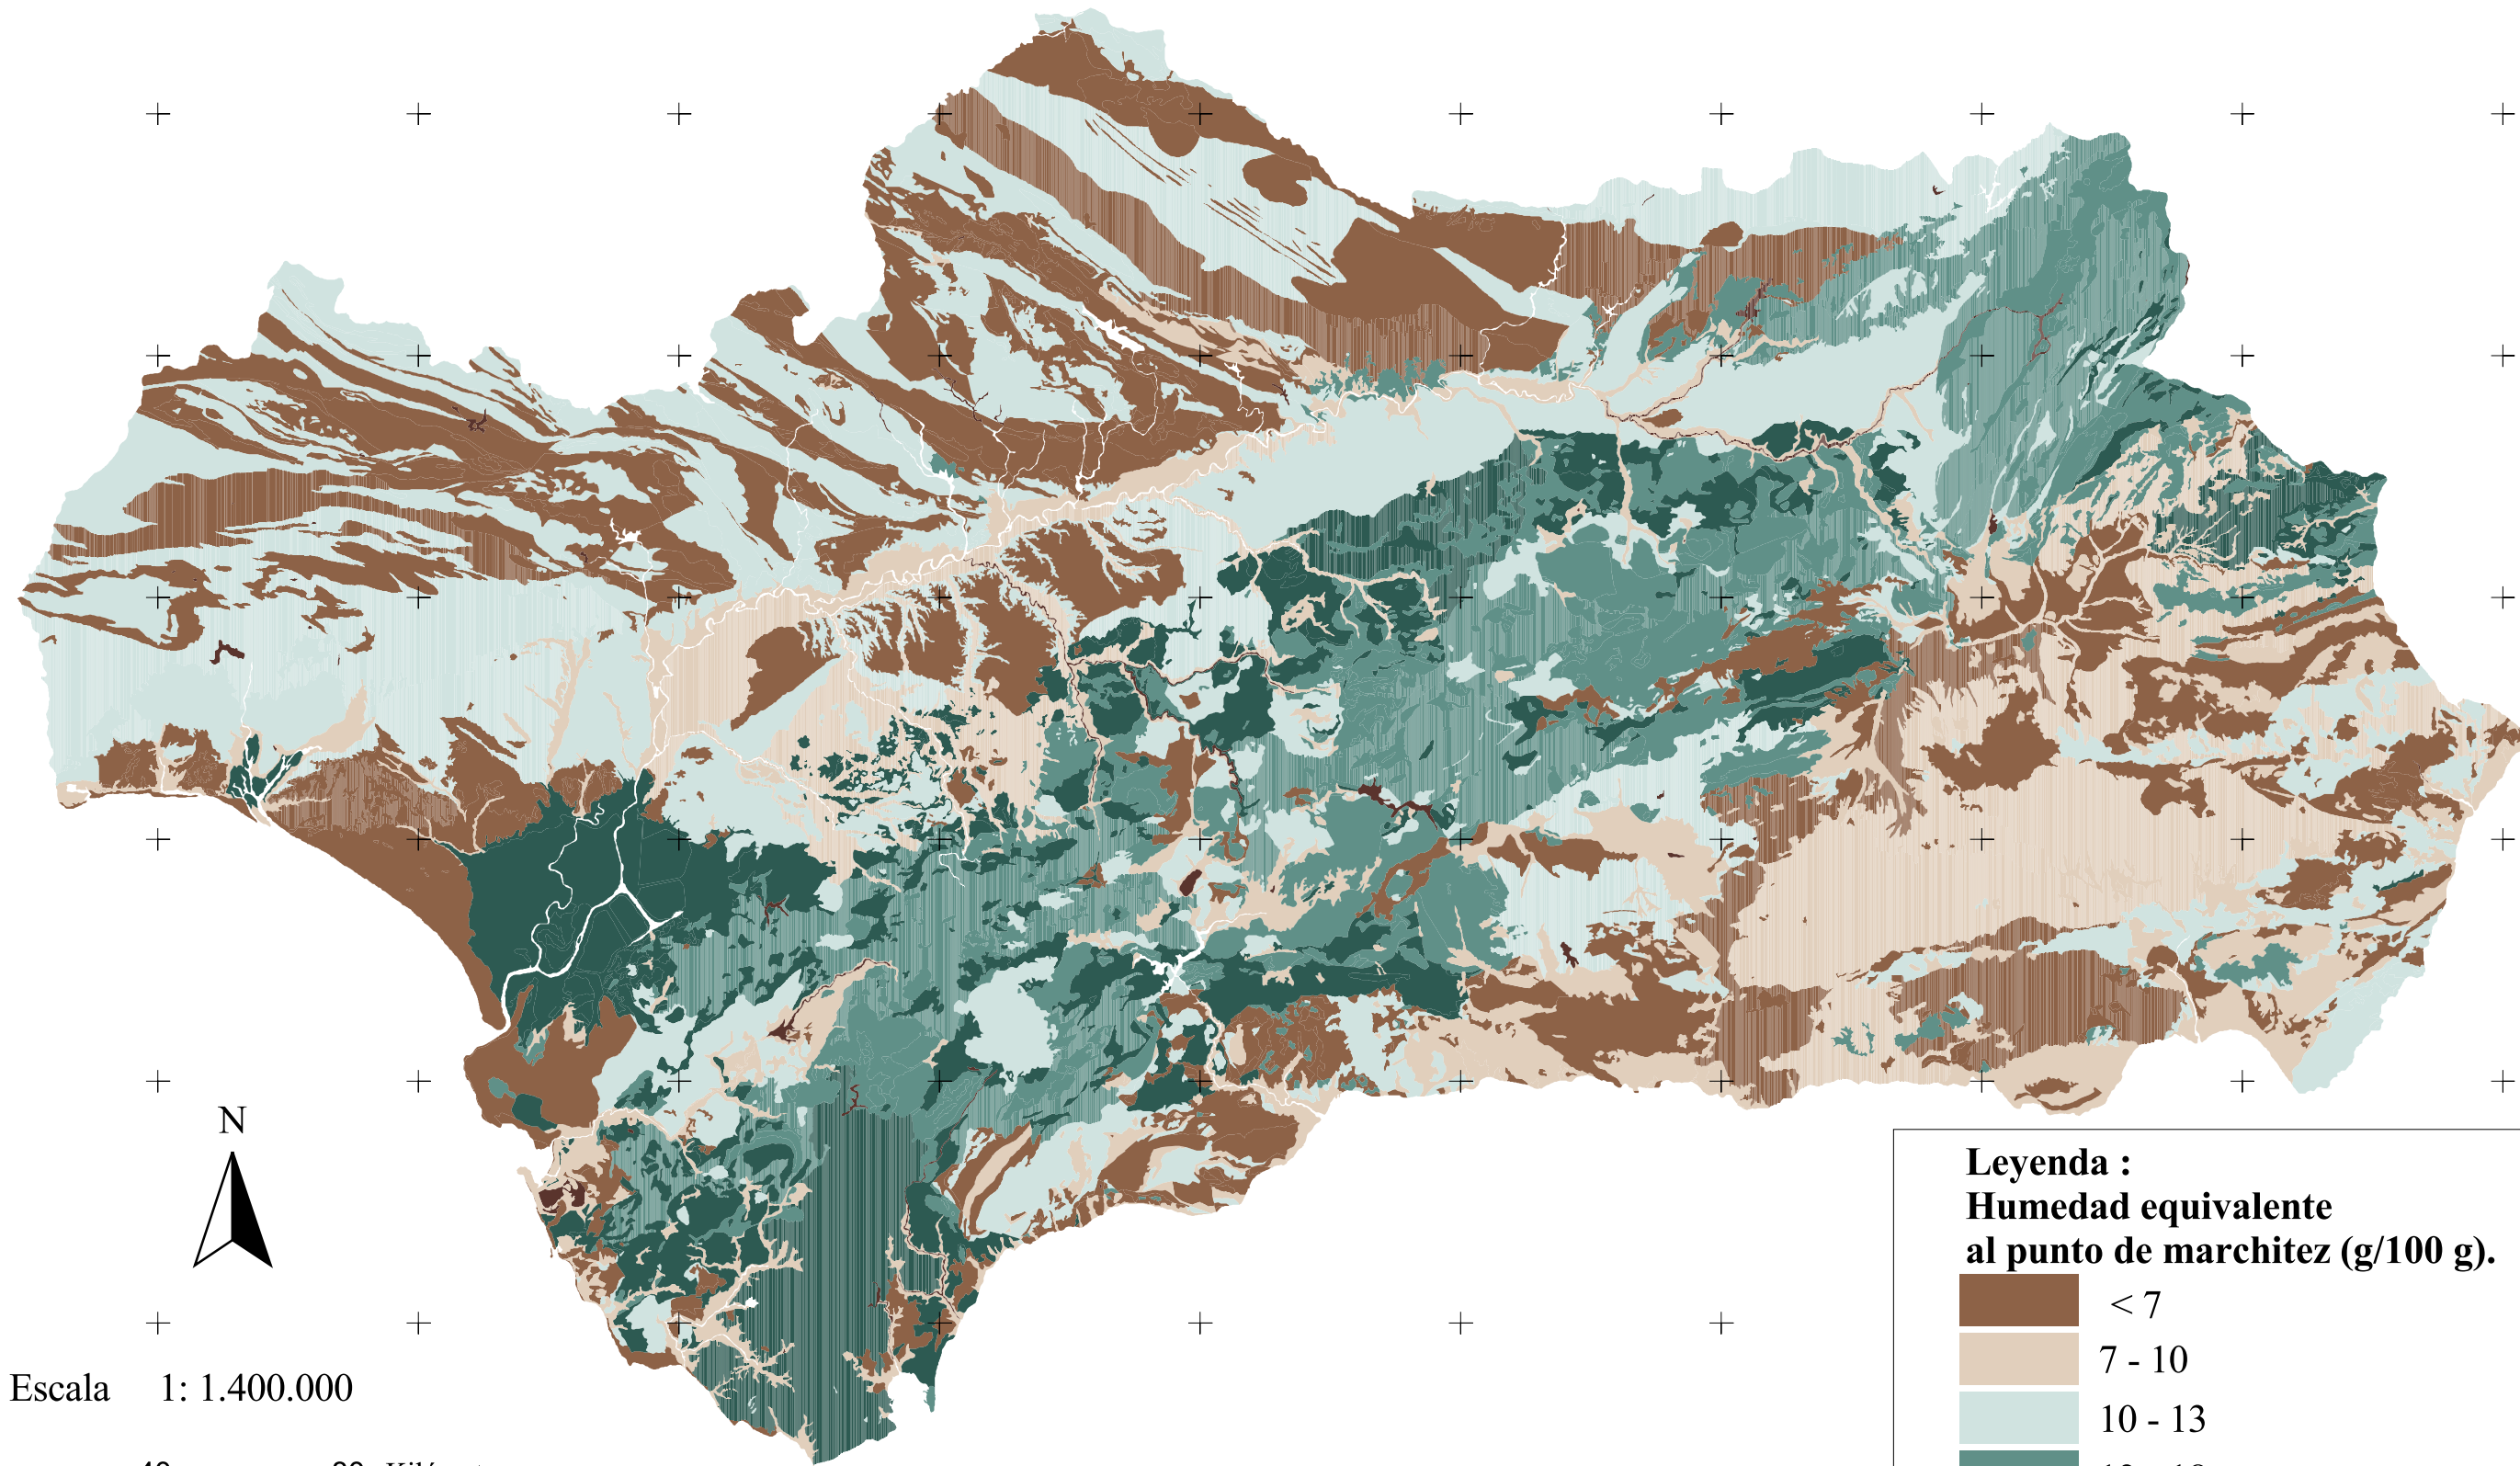 N
Escala 1: 1.400.000
Leyenda :
Humedad equivalente
al punto de marchitez (g/100 g).
< 7
7 - 10
10 - 13